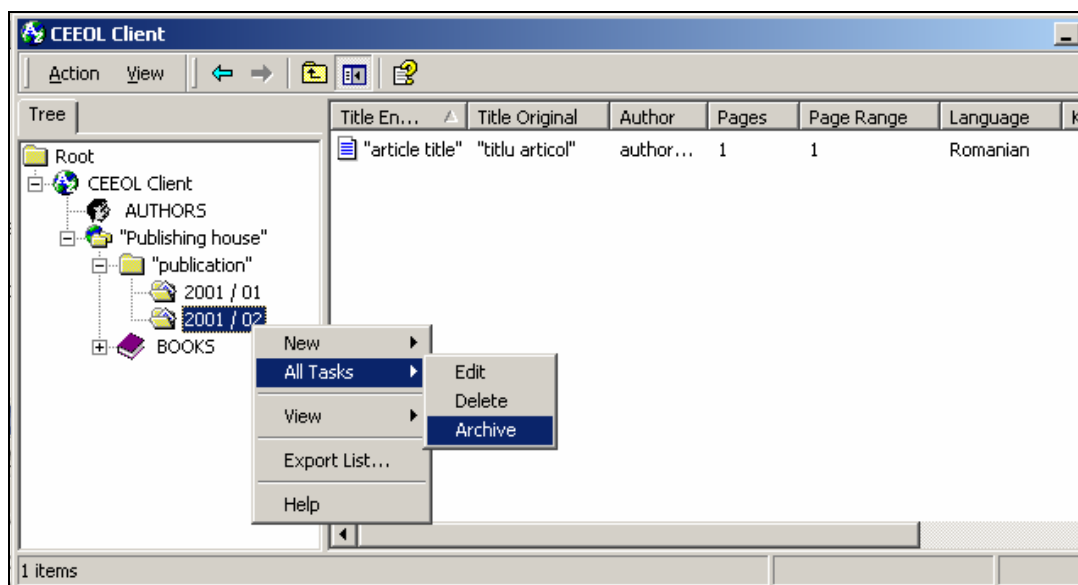 CEEOL Client
Action View
Tree
Title En... Title Original Author Pages Page Range Language K
"article title" "titlu articol" author... 1 1 Romanian
Root
CEEOL Client
AUTHORS
"Publishing house"
"publication"
2001 / 01
2001 / 02
BOOKS
New
All Tasks
View
Export List...
Help
Edit
Delete
Archive
1 items